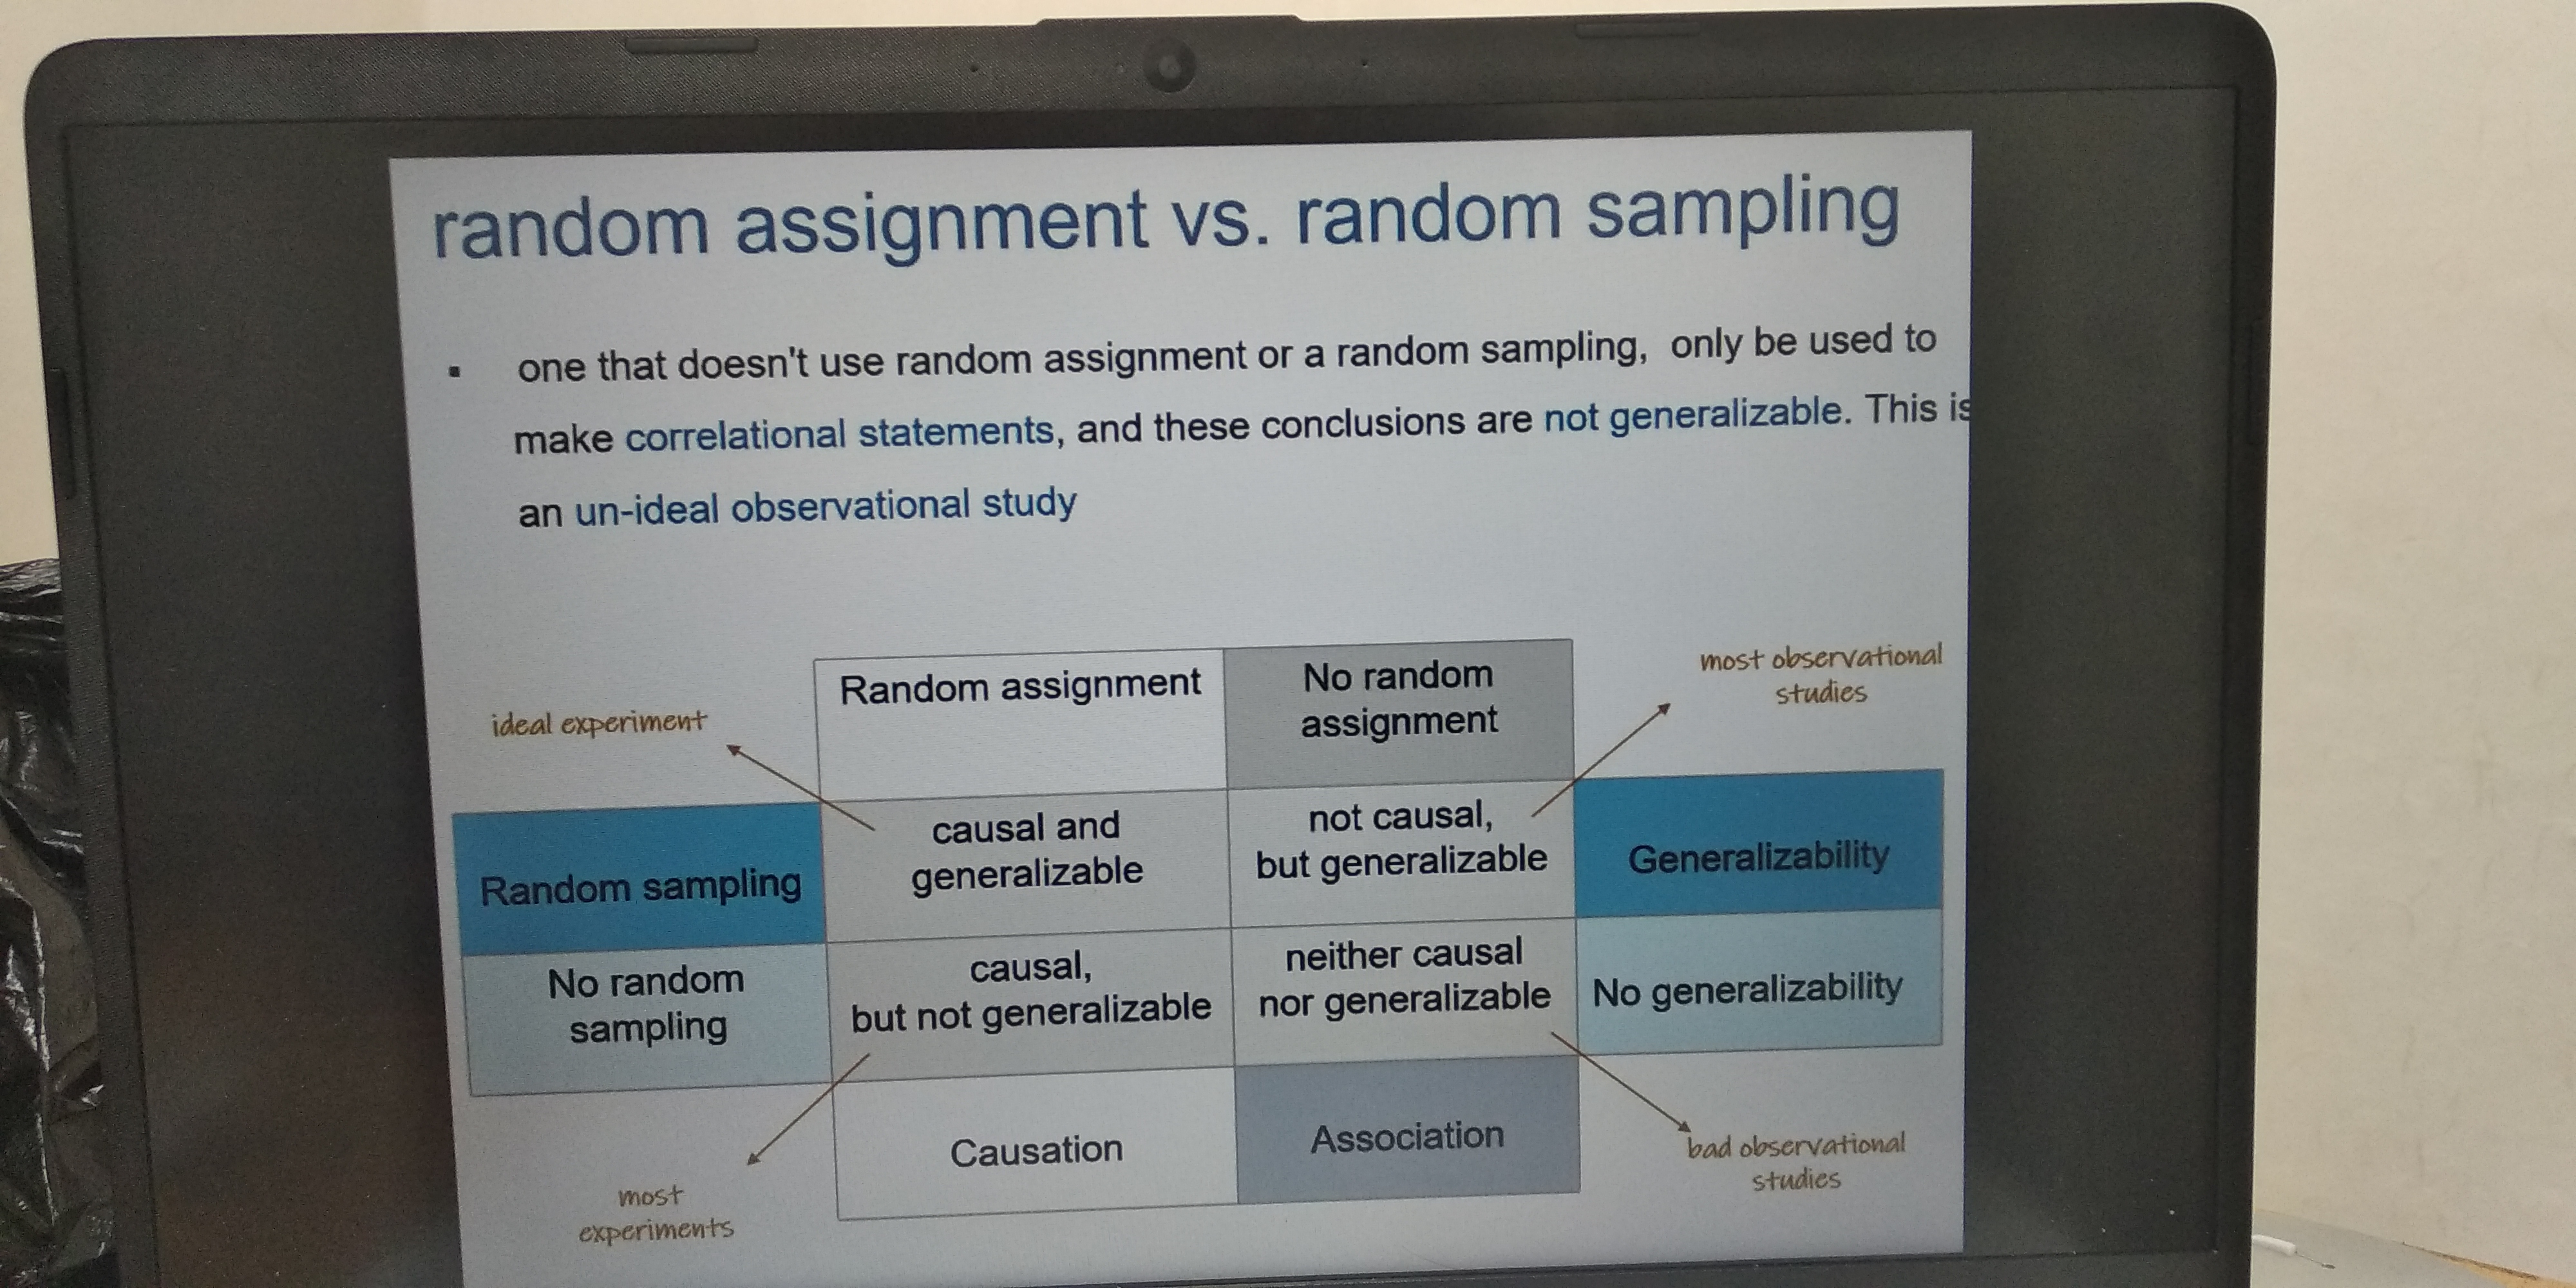 random assignment vs. random sampling
▪ one that doesn't use random assignment or a random sampling, only be used to
make correlational statements, and these conclusions are not generalizable. This is
an un-ideal observational study
most observational
studies
Random assignment
No random
assignment
ideal experiment
Random sampling
causal and
generalizable
not causal,
but generalizable
Generalizability
No random
sampling
causal,
but not generalizable
neither causal
nor generalizable
No generalizability
Causation
Association
bad observational
studies
most
experiments